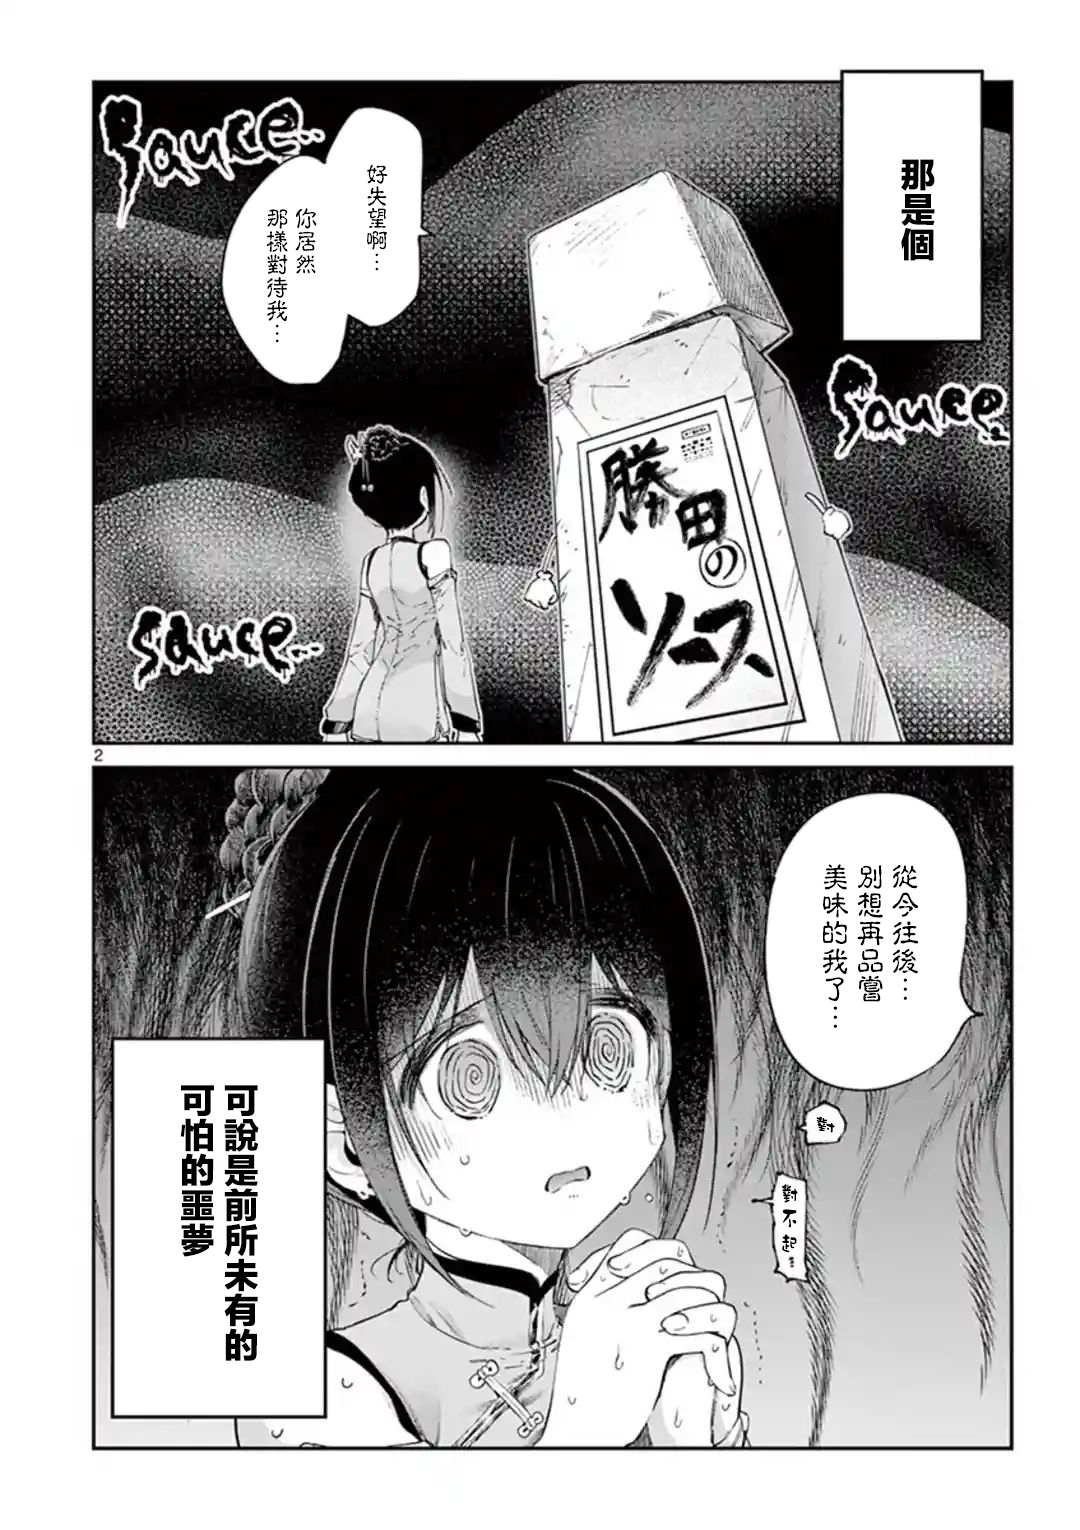 那是個
好失望啊…
你居然
那樣對待我…
Sauce…
Sauce…
sauce…
勝田の
ソース
2
從今往後…
別想再品嘗
美味的我了…
對
對不起…
可說是前所未有的
可怕的噩夢